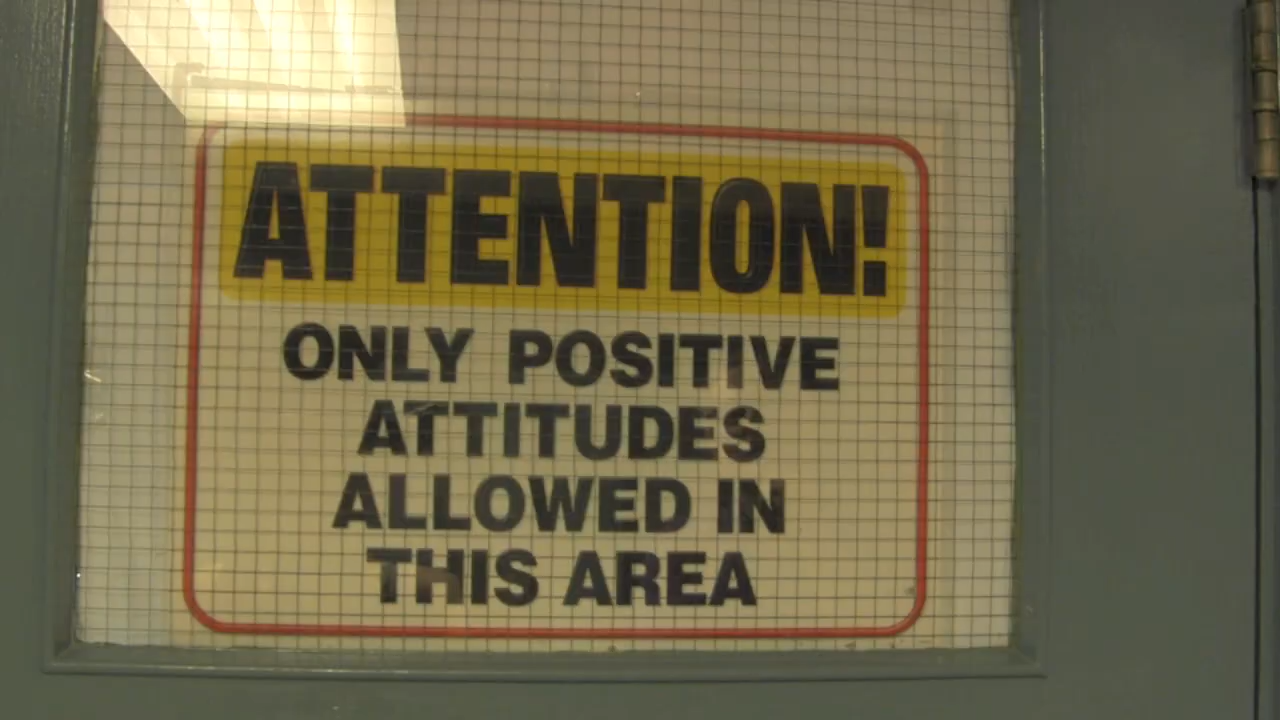 ATTENTION!
ONLY POSITIVE
ATTITUDES
ALLOWED IN
THIS AREA